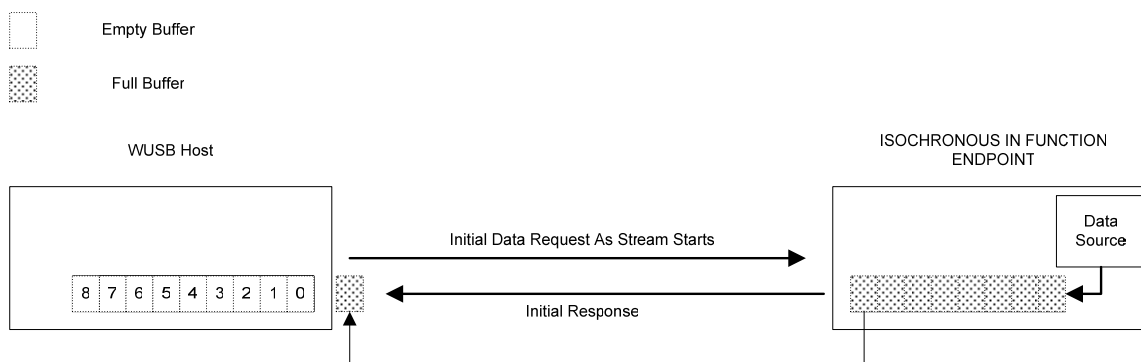 Empty Buffer
Full Buffer
WUSB Host
ISOCHRONOUS IN FUNCTION
ENDPOINT
Data
Source
Initial Data Request As Stream Starts
8 7 6 5 4 3 2 1 0
Initial Response